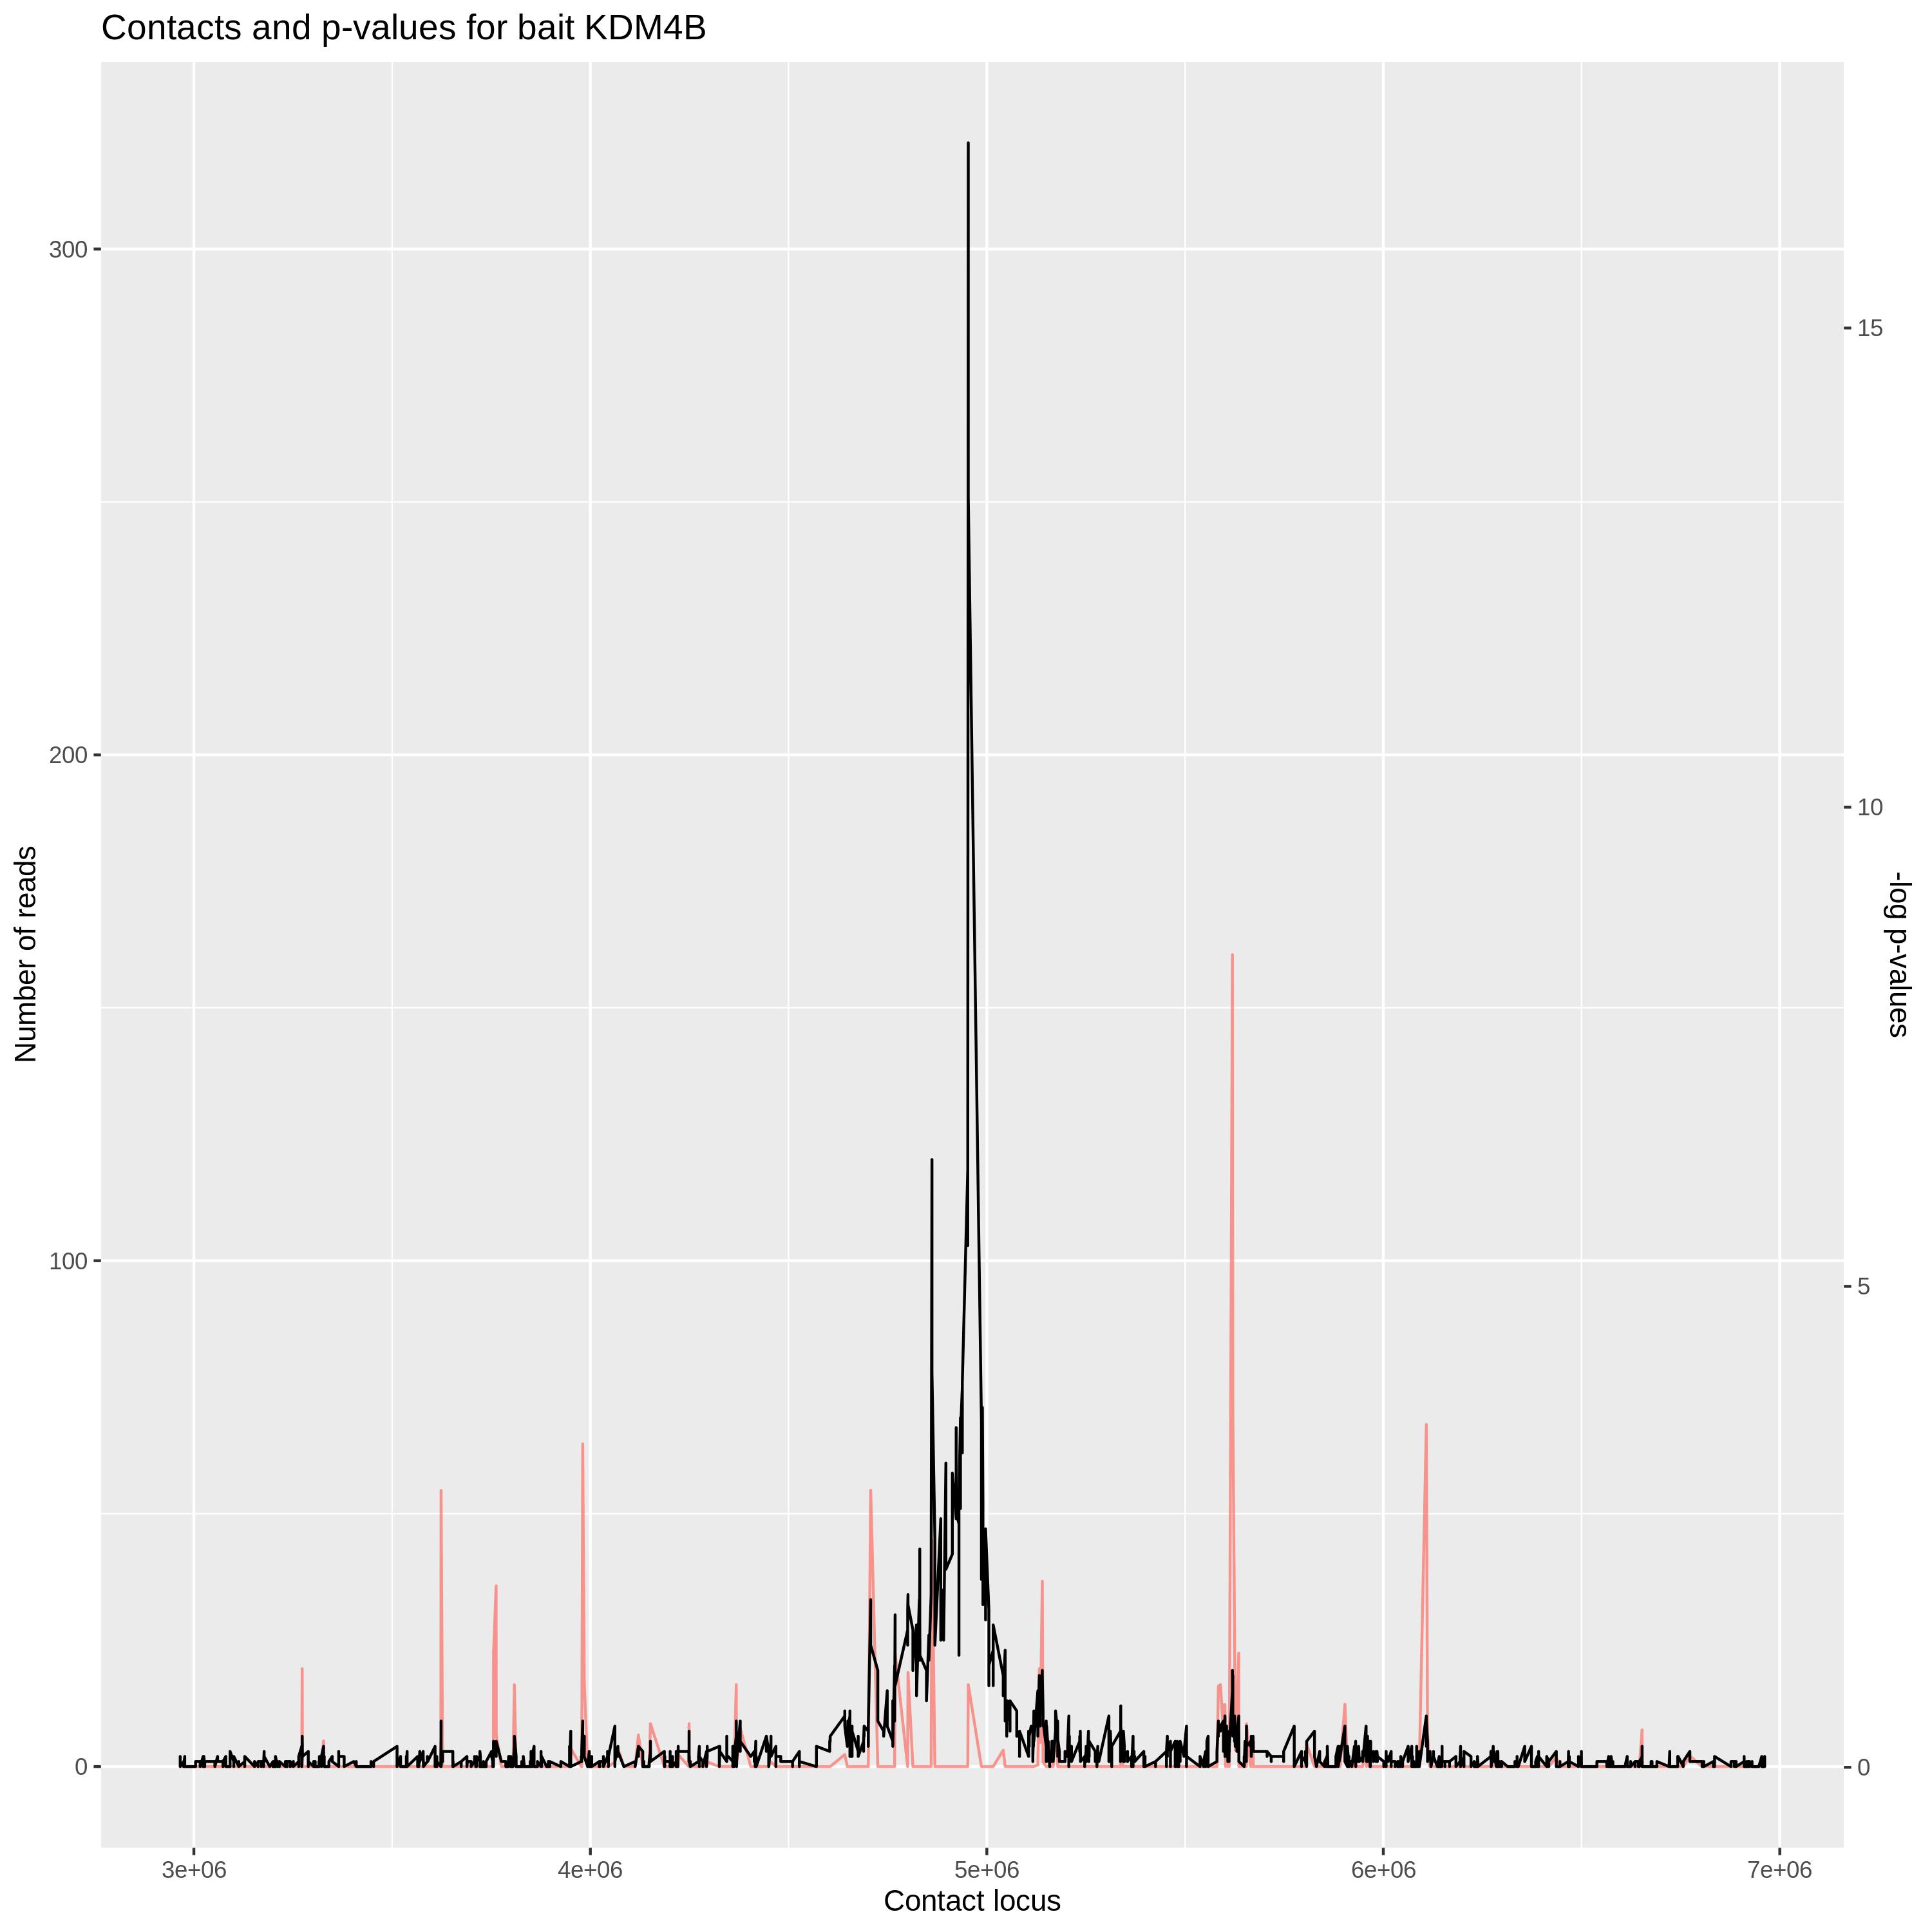 Contacts and p-values for bait KDM4B
300
200
100
0
Number of reads
15
10
5
0
-log p-values
3e+06 4e+06 5e+06 6e+06 7e+06
Contact locus